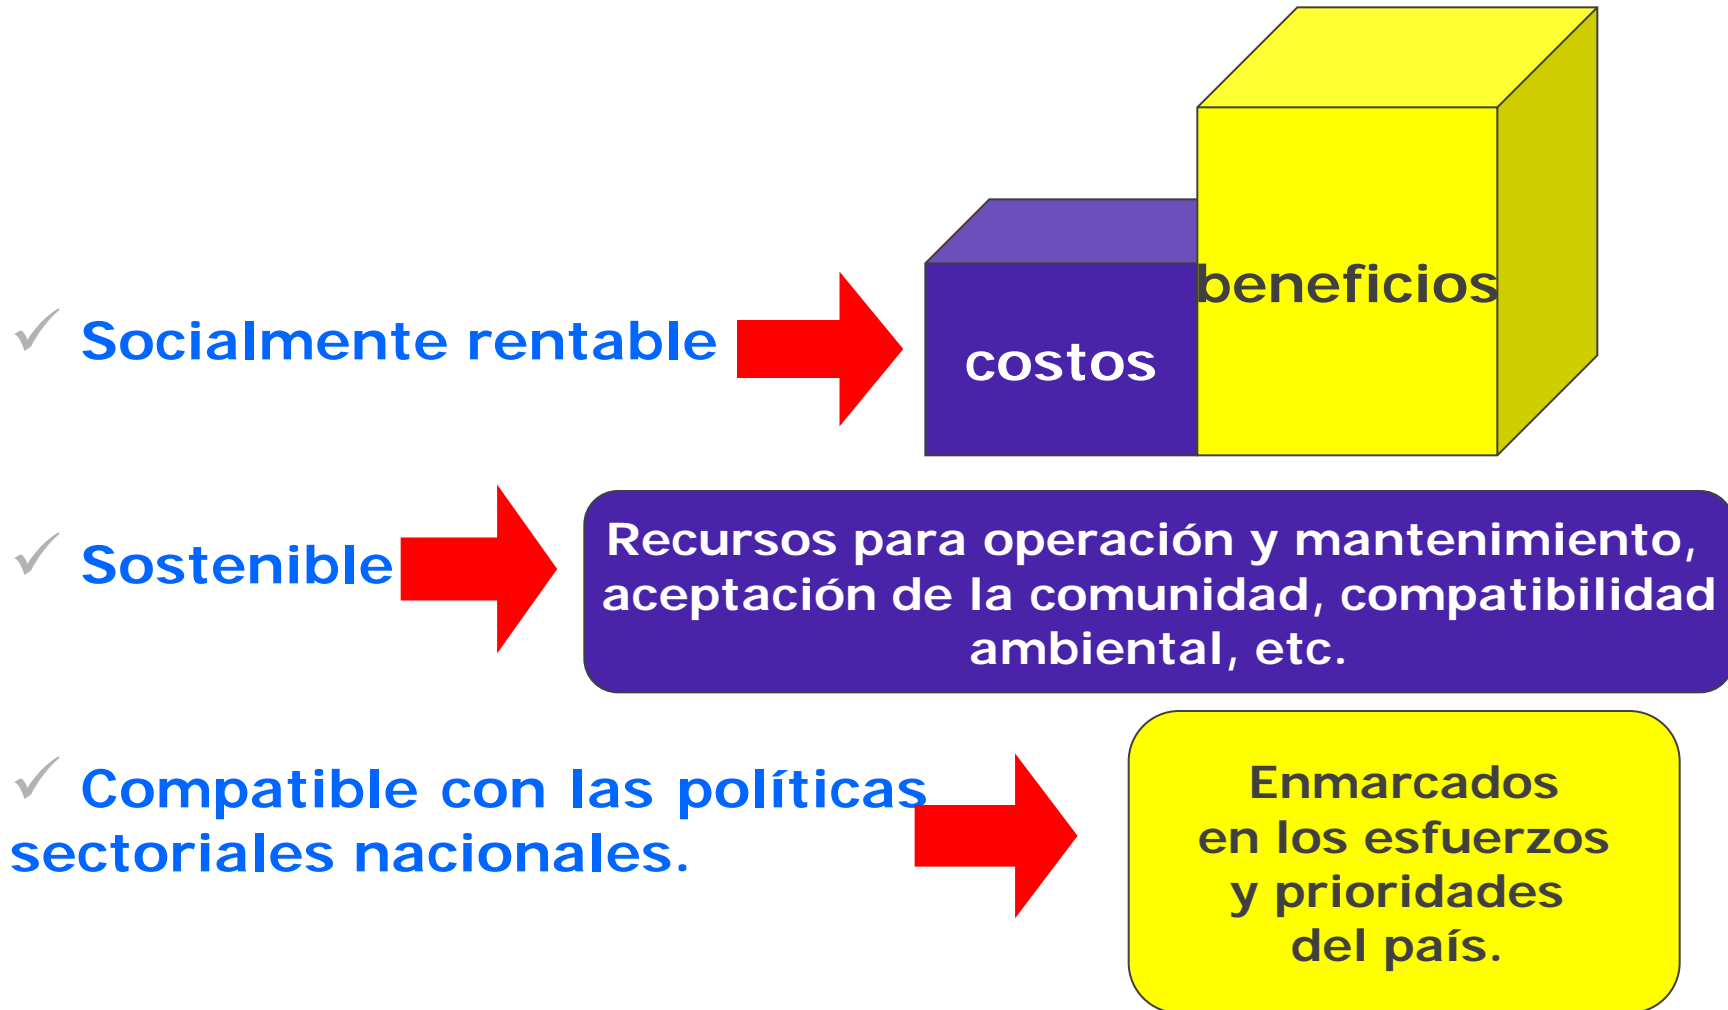 ✓ Socialmente rentable
costos
beneficios
✓ Sostenible
Recursos para operación y mantenimiento,
aceptación de la comunidad, compatibilidad
ambiental, etc.
✓ Compatible con las políticas
sectoriales nacionales.
Enmarcados
en los esfuerzos
y prioridades
del país.